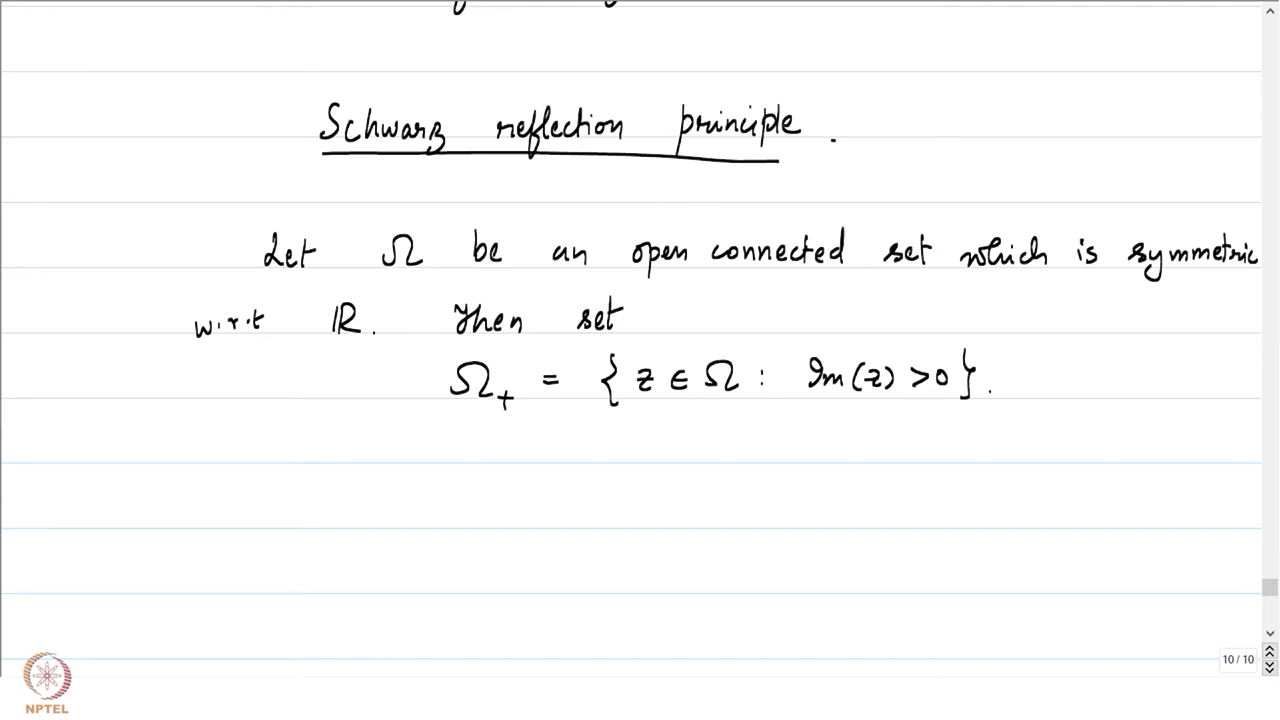 Schwarz reflection principle.
Let Ω be an open connected set which is symmetric
w.r.t ℝ. Then set
Ω₊ = { z ∈ Ω : Im(z) > 0 }.
10 / 10
NPTEL